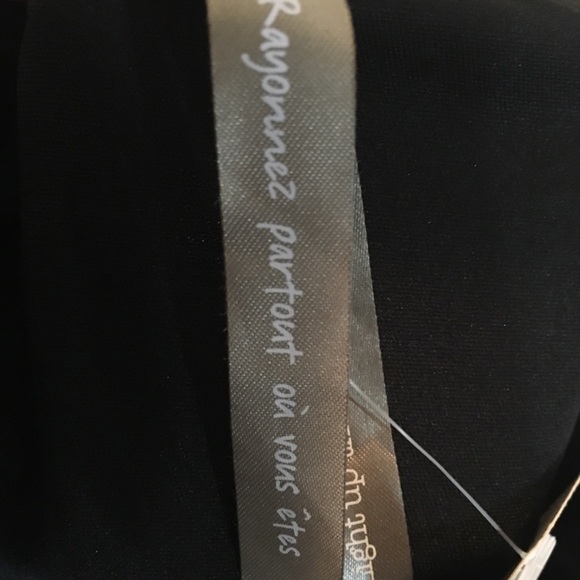 Rayonnez partout où vous êtes